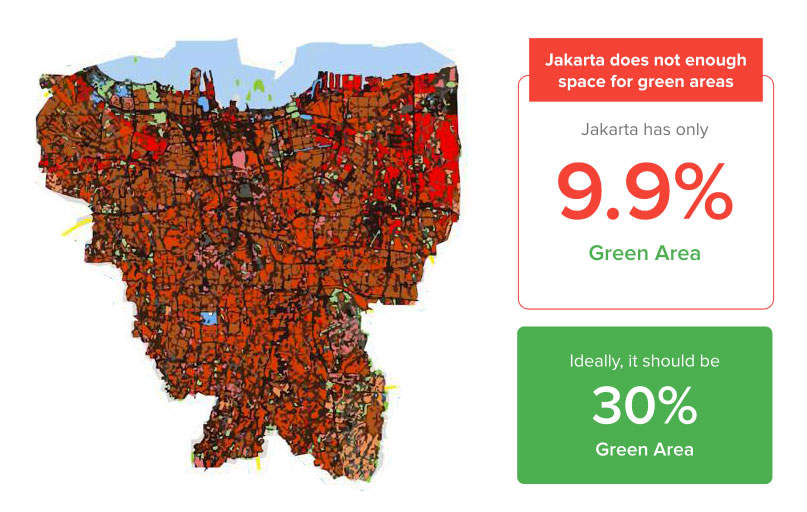 Jakarta does not enough
space for green areas
Jakarta has only
9.9%
Green Area
Ideally, it should be
30%
Green Area